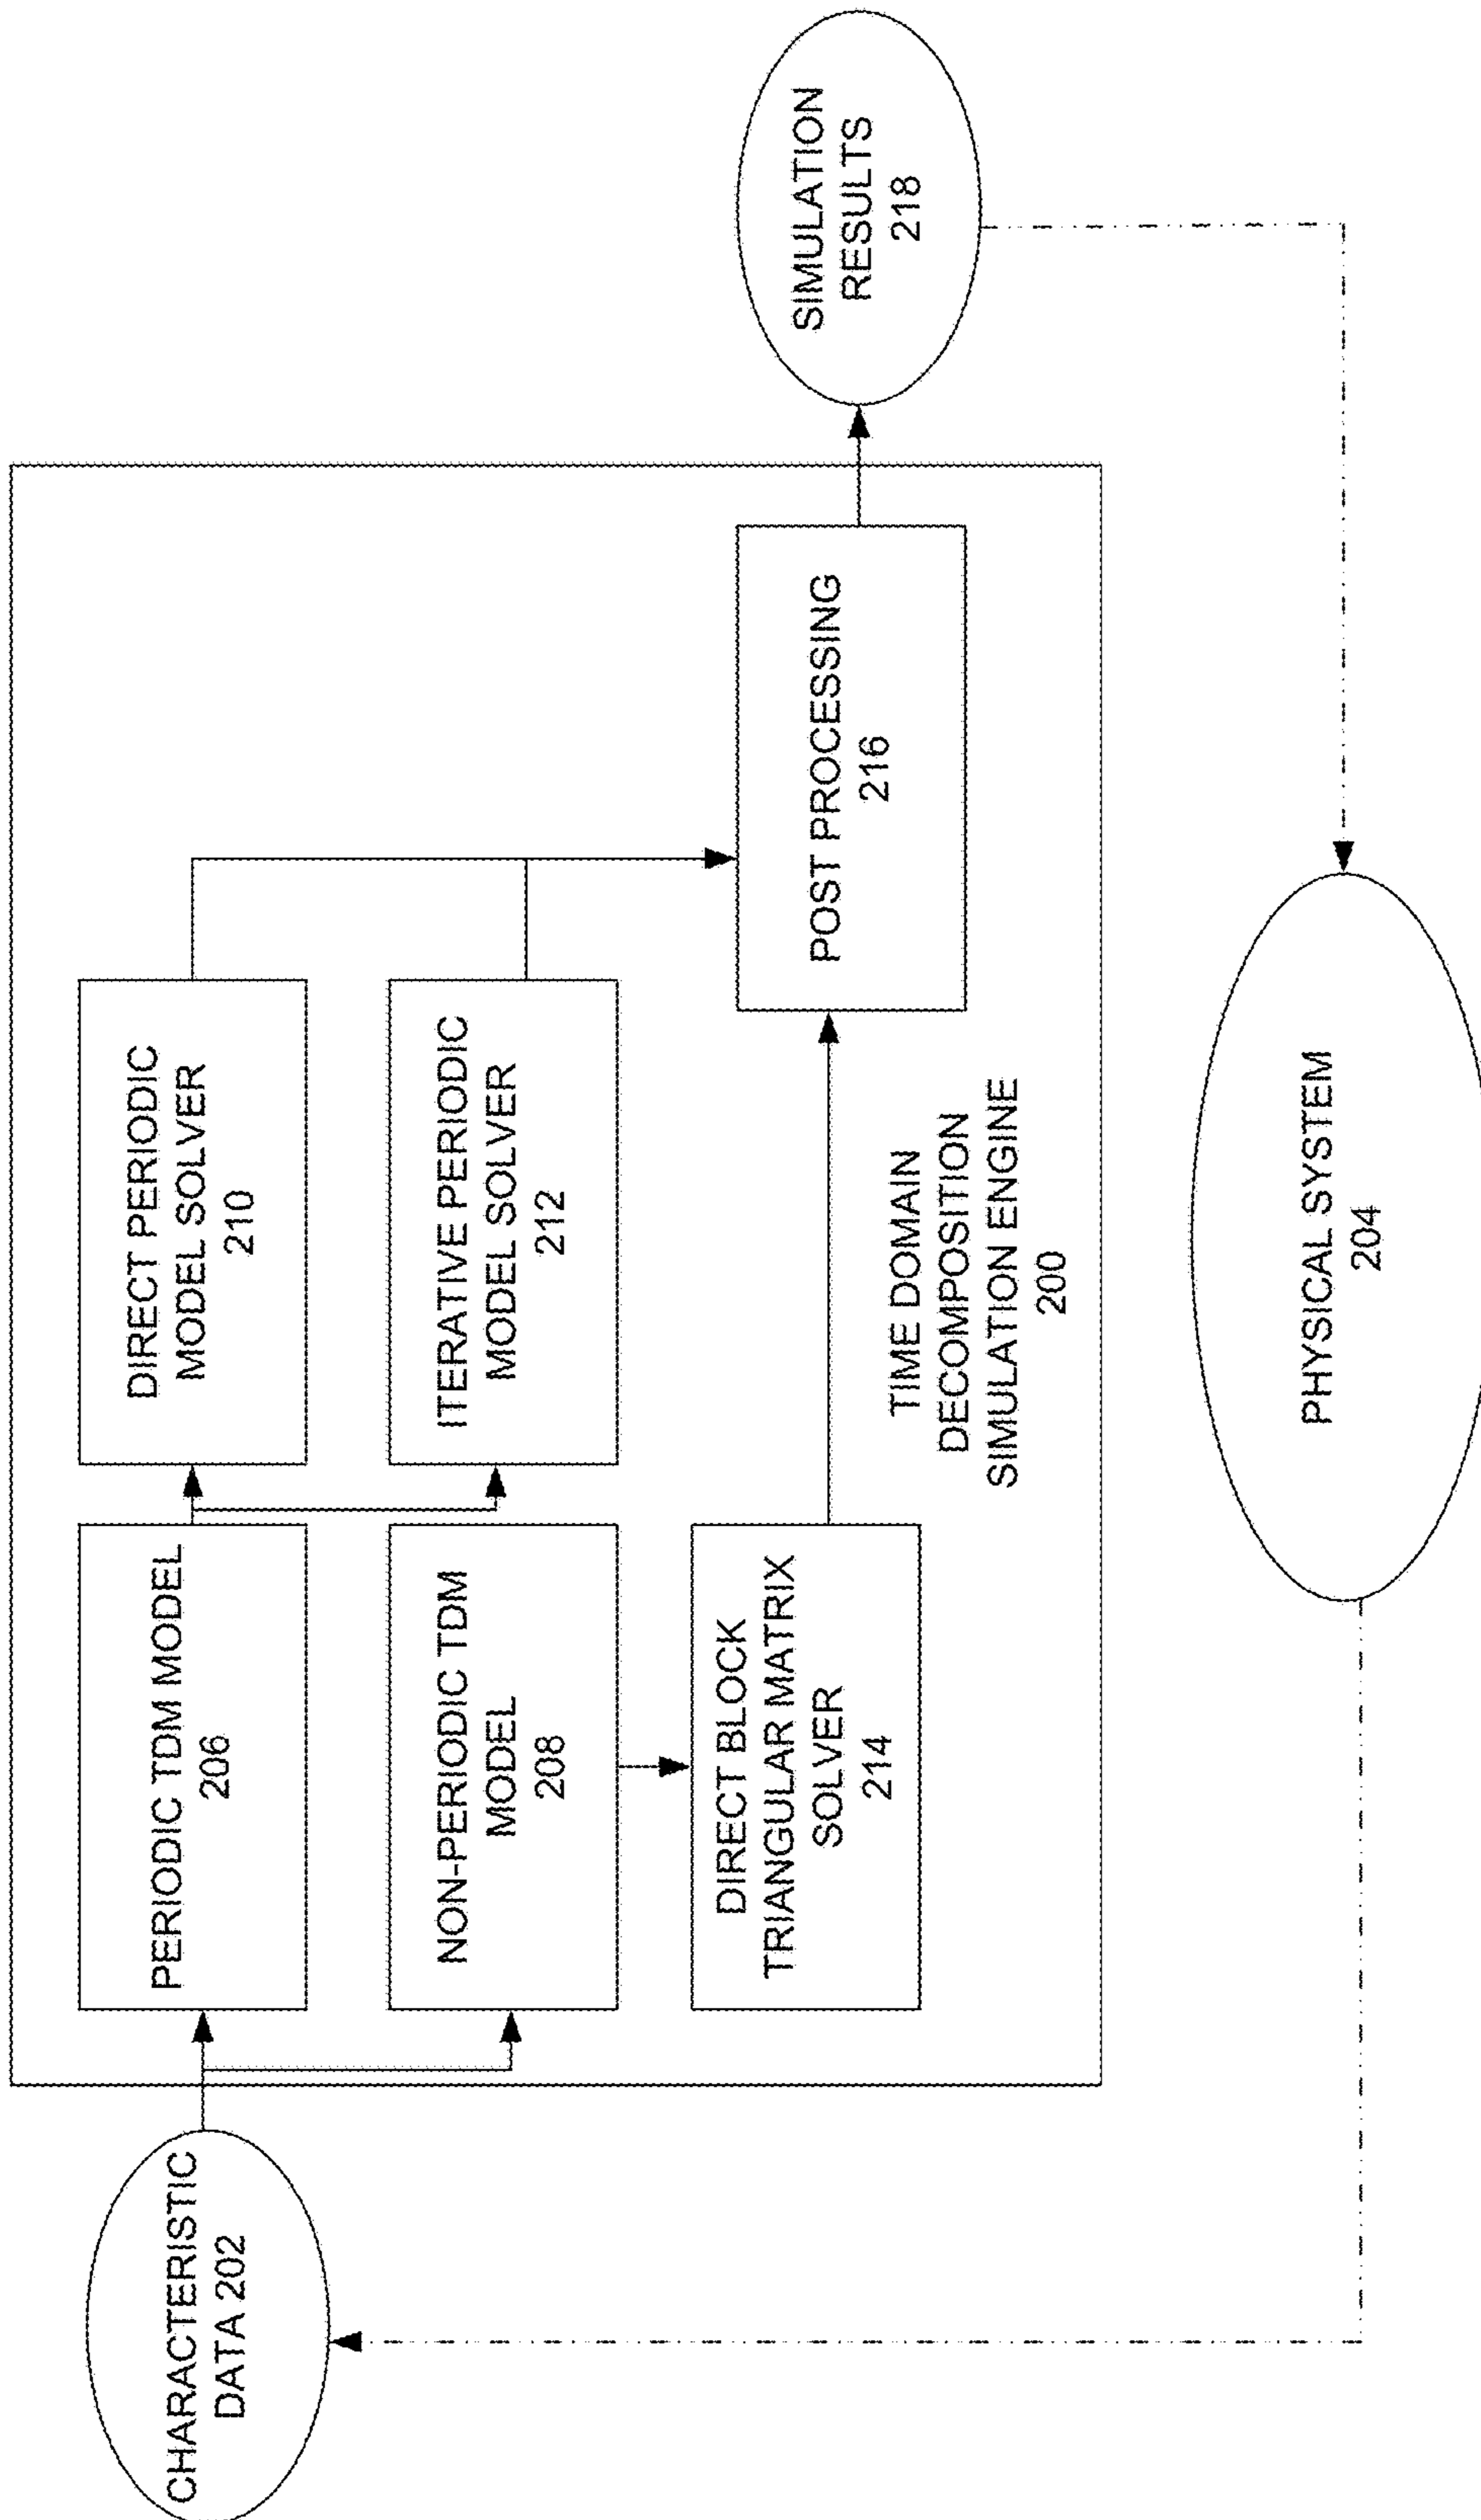 CHARACTERISTIC
DATA 202
PERIODIC TDM MODEL
206
DIRECT PERIODIC
MODEL SOLVER
210
NON-PERIODIC TDM
MODEL
208
ITERATIVE PERIODIC
MODEL SOLVER
212
DIRECT BLOCK
TRIANGULAR MATRIX
SOLVER
214
POST PROCESSING
216
SIMULATION
RESULTS
218
TIME DOMAIN
DECOMPOSITION
SIMULATION ENGINE
200
PHYSICAL SYSTEM
204